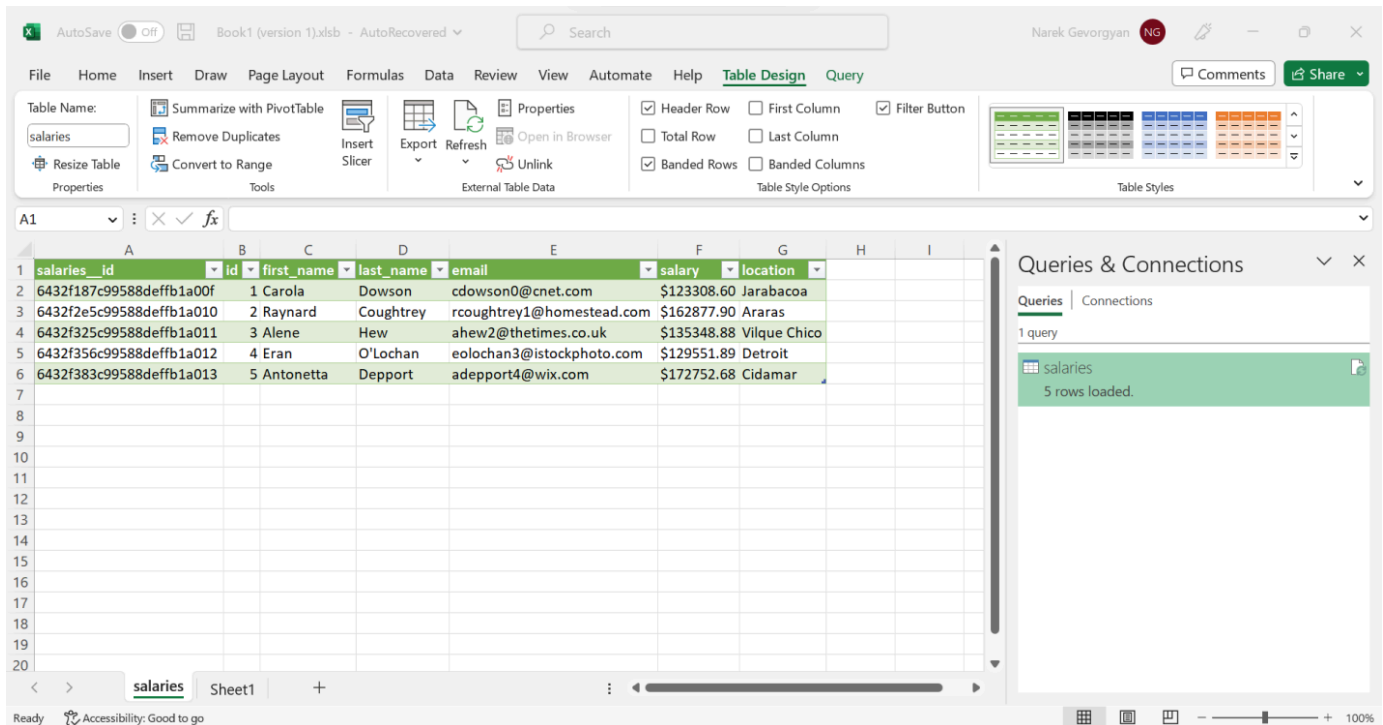 AutoSave Off Book1 (version 1).xlsb - AutoRecovered Search Narek Gevorgyan NG
File Home Insert Draw Page Layout Formulas Data Review View Automate Help Table Design Query Comments Share
Table Name:
salaries
Resize Table
Properties
Summarize with PivotTable
Remove Duplicates
Convert to Range
Tools
Insert
Slicer
Export
Refresh
Properties
Open in Browser
Unlink
External Table Data
Header Row First Column Filter Button
Total Row Last Column
Banded Rows Banded Columns
Table Style Options
Table Styles
A1 fx
A B C D E F G H I
1 salaries__id id first_name last_name email salary location
2 6432f187c99588deffb1a00f 1 Carola Dowson cdowson0@cnet.com $123308.60 Jarabacoa
3 6432f2e5c99588deffb1a010 2 Raynard Coughtrey rcoughtrey1@homestead.com $162877.90 Araras
4 6432f325c99588deffb1a011 3 Alene Hew ahew2@thetimes.co.uk $135348.88 Vilque Chico
5 6432f356c99588deffb1a012 4 Eran O'Lochan eolochan3@istockphoto.com $129551.89 Detroit
6 6432f383c99588deffb1a013 5 Antonetta Depport adepport4@wix.com $172752.68 Cidamar
7
8
9
10
11
12
13
14
15
16
17
18
19
20
Queries & Connections
Queries Connections
1 query
salaries
5 rows loaded.
salaries Sheet1
Ready Accessibility: Good to go 100%